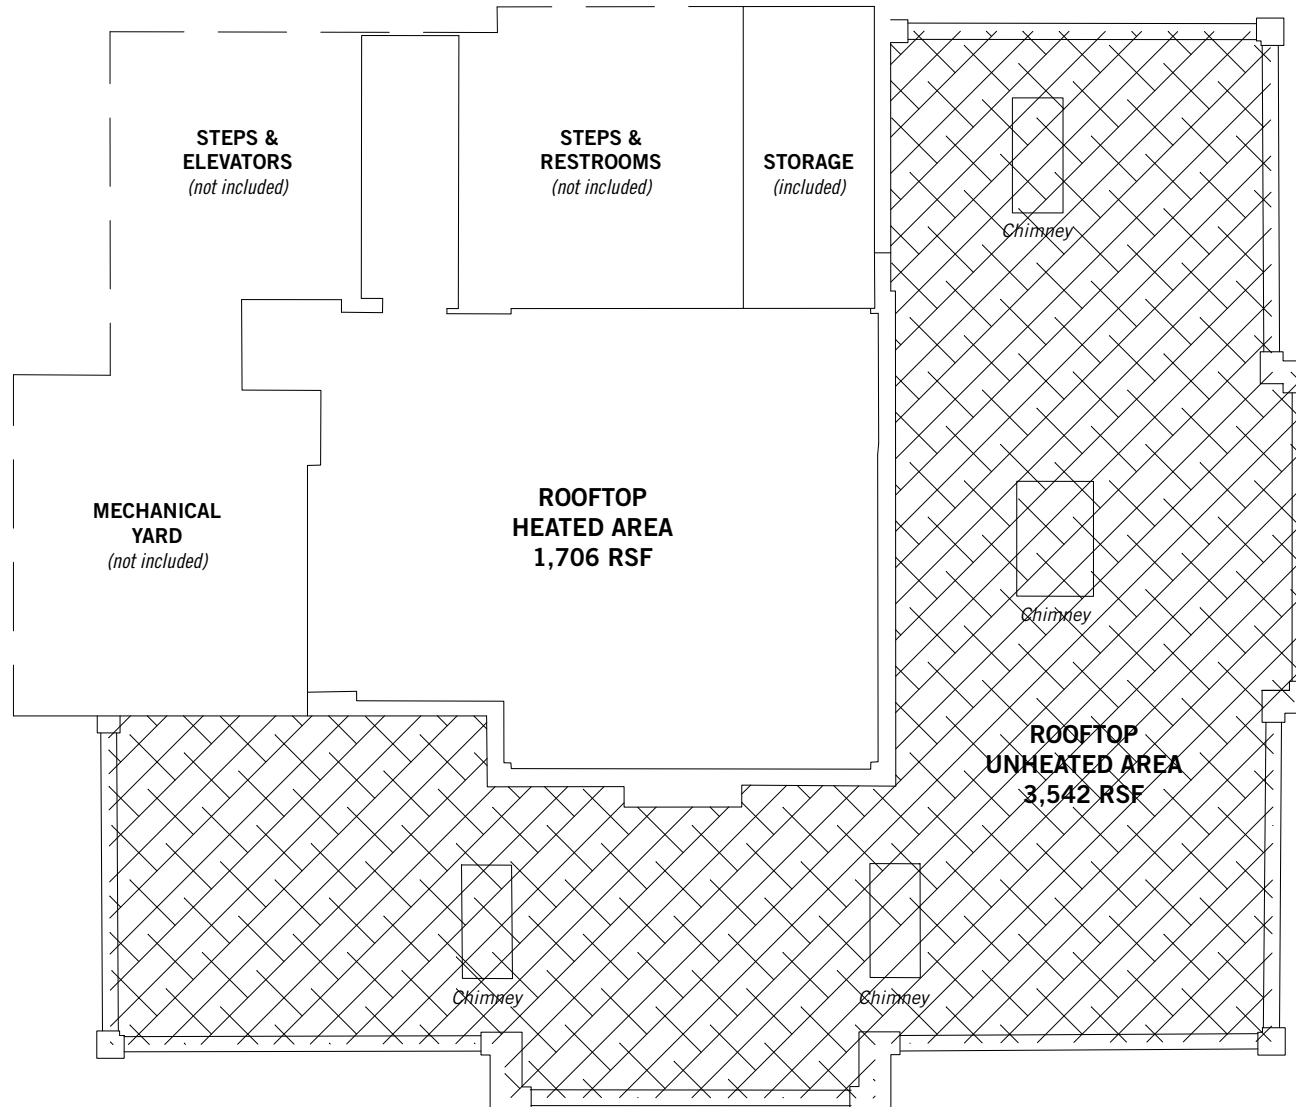 STEPS &
ELEVATORS
(not included)
STEPS &
RESTROOMS
(not included)
STORAGE
(included)
Chimney
MECHANICAL
YARD
(not included)
ROOFTOP
HEATED AREA
1,706 RSF
Chimney
ROOFTOP
UNHEATED AREA
3,542 RSF
Chimney
Chimney